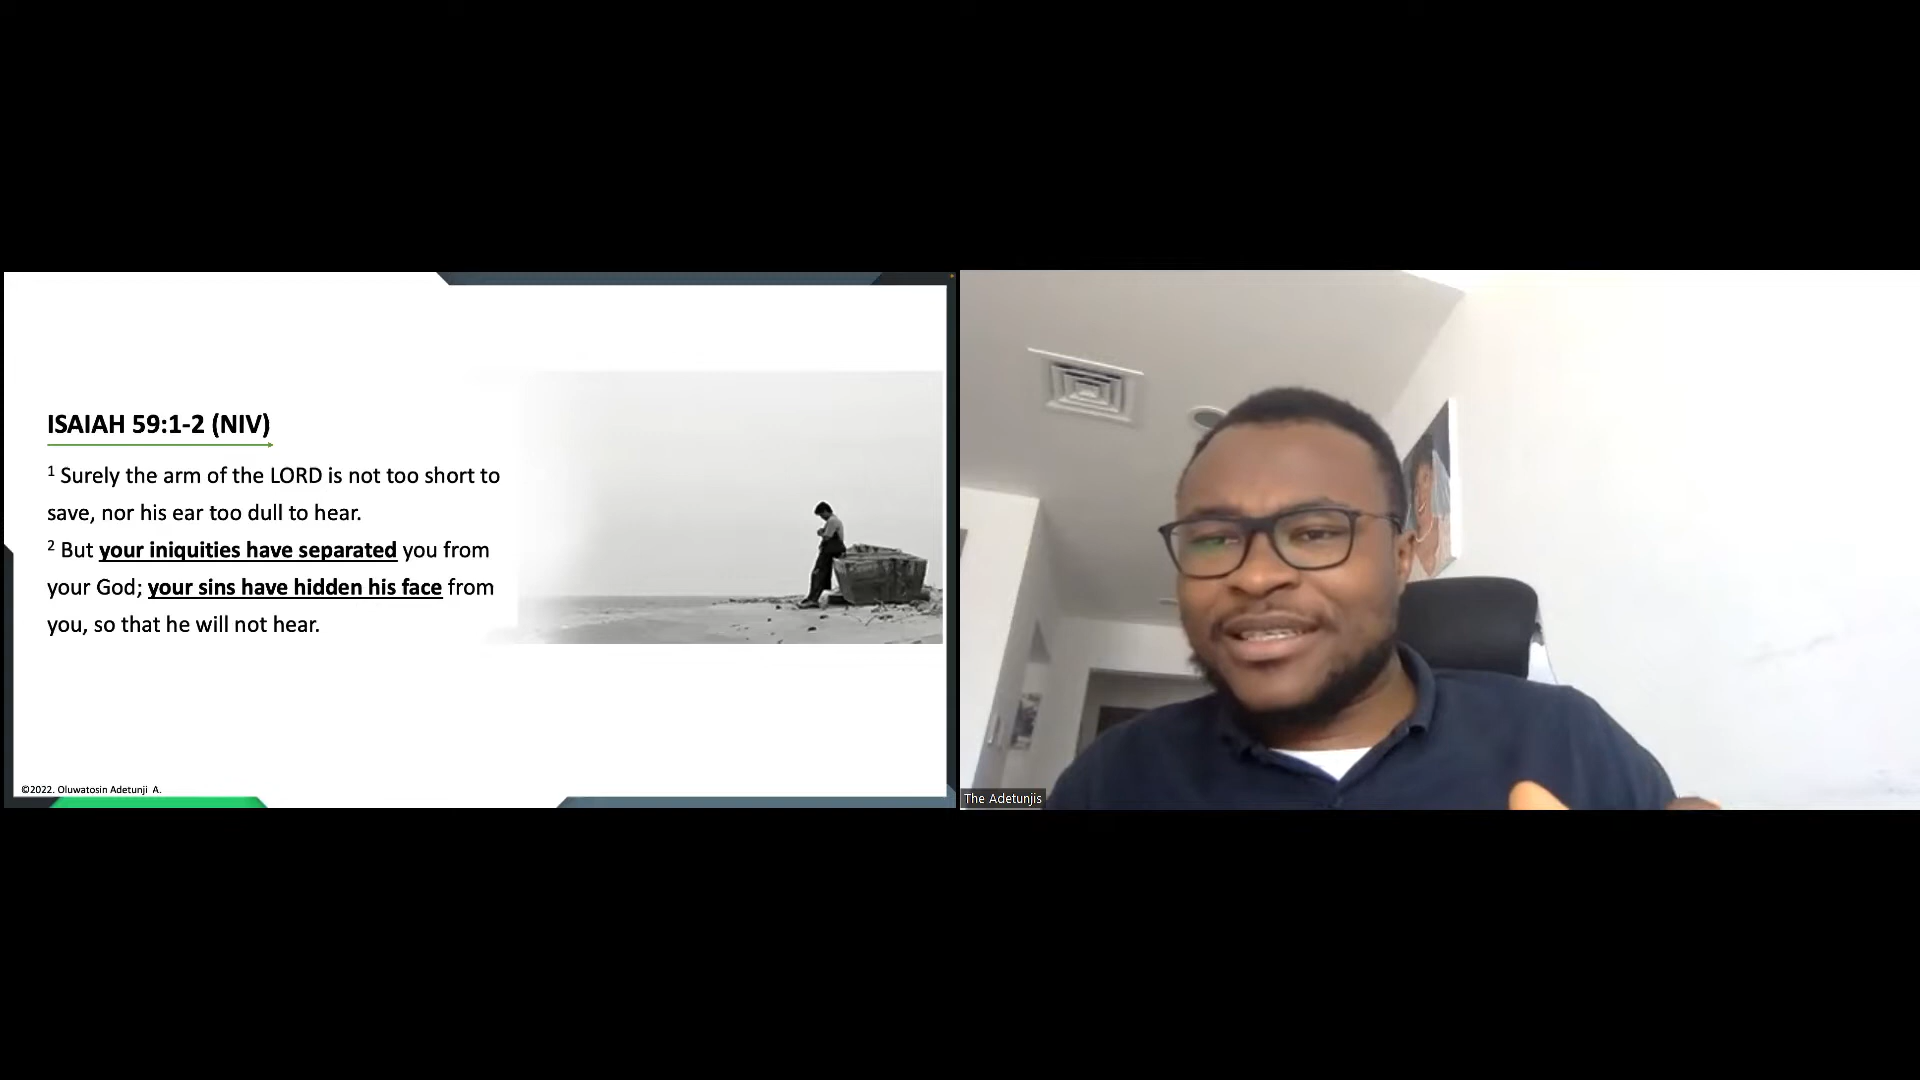 ISAIAH 59:1-2 (NIV)
1 Surely the arm of the LORD is not too short to
save, nor his ear too dull to hear.
2 But your iniquities have separated you from
your God; your sins have hidden his face from
you, so that he will not hear.
©2022. Oluwatosin Adetunji A.
The Adetunjis